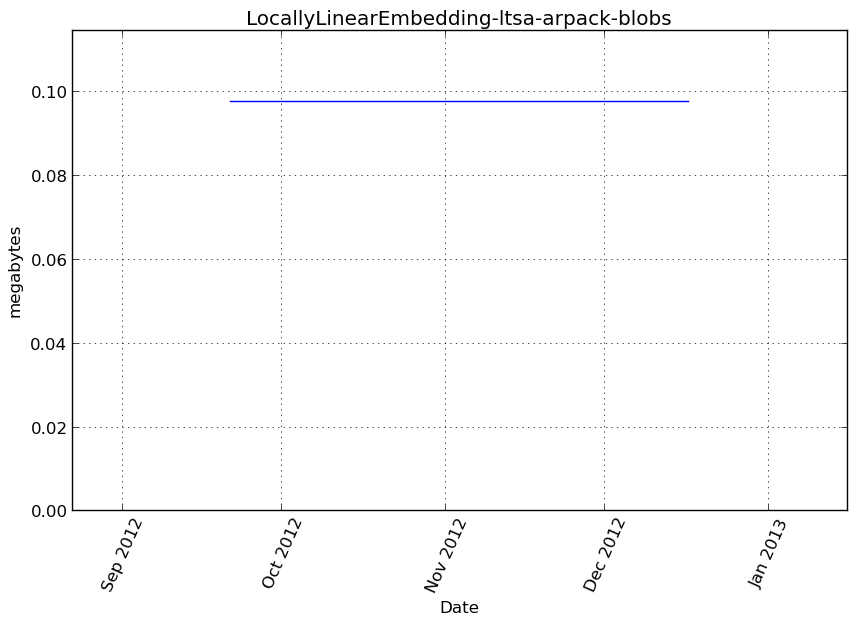 LocallyLinearEmbedding-ltsa-arpack-blobs
megabytes
0.10
0.08
0.06
0.04
0.02
0.00
Sep 2012
Oct 2012
Nov 2012
Dec 2012
Jan 2013
Date